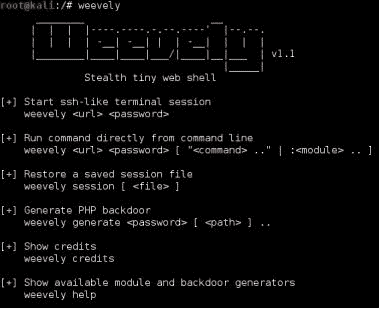 root@kali:/# weevely
v1.1
Stealth tiny web shell
[+] Start ssh-like terminal session
weevely <url> <password>
[+] Run command directly from command line
weevely <url> <password> [ "<command> .." | :<module> .. ]
[+] Restore a saved session file
weevely session [ <file> ]
[+] Generate PHP backdoor
weevely generate <password> [ <path> ] ..
[+] Show credits
weevely credits
[+] Show available module and backdoor generators
weevely help